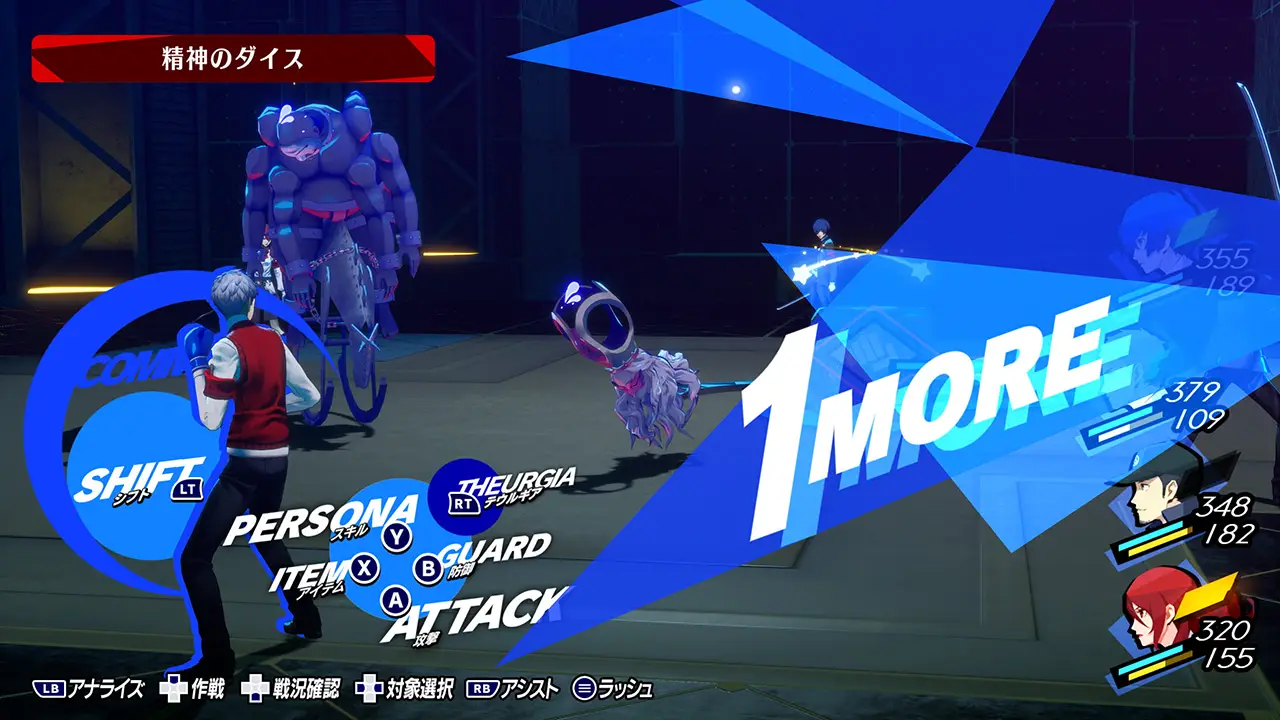 精神のダイス
355
189
1 MORE
379
109
COMM
SHIFT
シフト
LT
THEURGIA
RT テウルギア
PERSONA
スキル
Y
ITEM
アイテム
X
B
GUARD
防御
A
ATTACK
攻撃
348
182
320
155
LB アナライズ 作戦 戦況確認 対象選択 RB アシスト ラッシュ